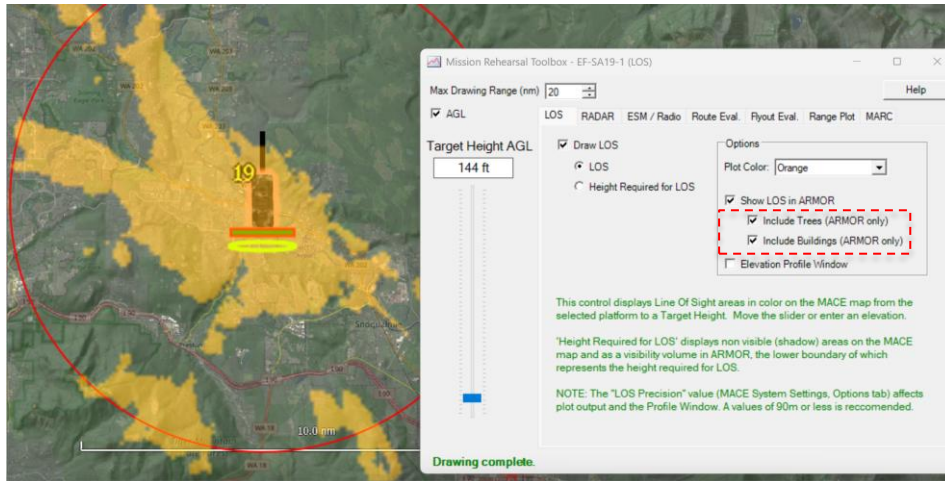 WA 203
19
10.0 nm
WA 18
WA 18
Mission Rehearsal Toolbox - EF-SA19-1 (LOS)
Max Drawing Range (nm) 20
Help
AGL
LOS RADAR ESM / Radio Route Eval. Flyout Eval. Range Plot MARC
Target Height AGL
144 ft
Draw LOS
LOS
Height Required for LOS
Options
Plot Color: Orange
Show LOS in ARMOR
Include Trees (ARMOR only)
Include Buildings (ARMOR only)
Elevation Profile Window
This control displays Line Of Sight areas in color on the MACE map from the
selected platform to a Target Height. Move the slider or enter an elevation.
'Height Required for LOS' displays non visible (shadow) areas on the MACE
map and as a visibility volume in ARMOR, the lower boundary of which
represents the height required for LOS.
NOTE: The "LOS Precision" value (MACE System Settings, Options tab) affects
plot output and the Profile Window. A values of 90m or less is reccomended.
Drawing complete.